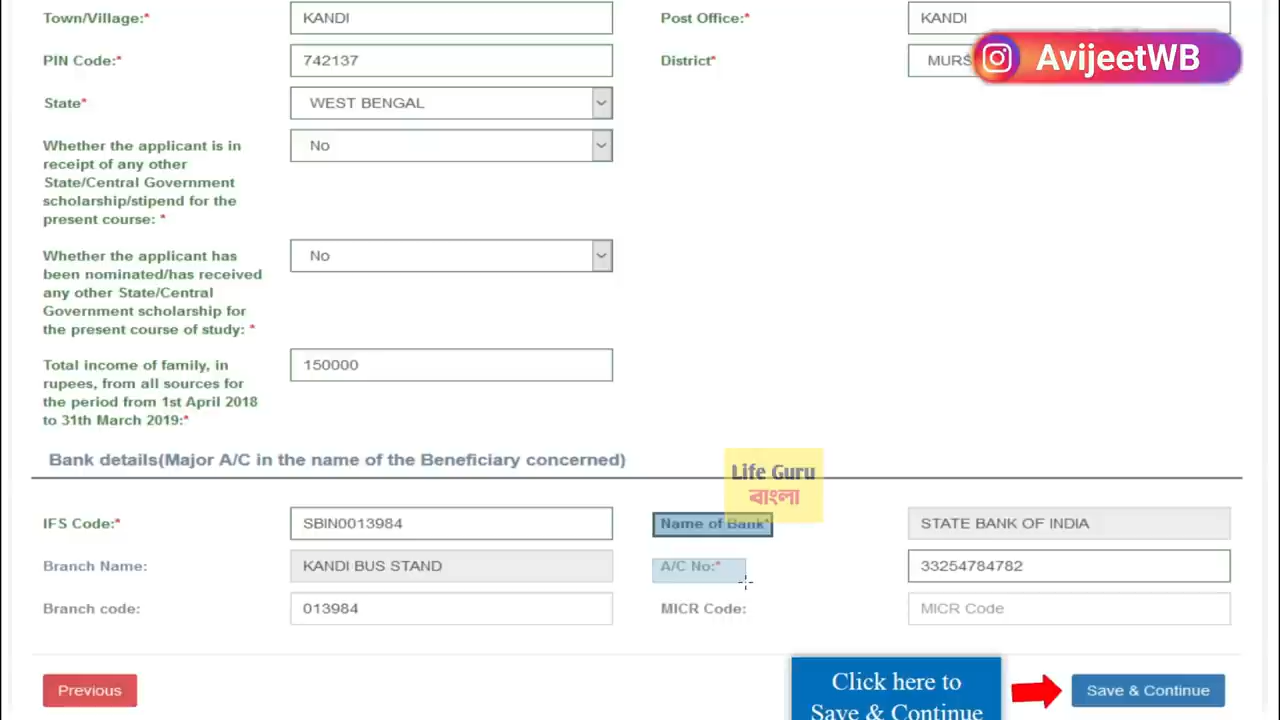 Town/Village:* KANDI Post Office:* KANDI
AvijeetWB
PIN Code:* 742137 District* MURS
State* WEST BENGAL
Whether the applicant is in
receipt of any other
State/Central Government
scholarship/stipend for the
present course: *
No
Whether the applicant has
been nominated/has received
any other State/Central
Government scholarship for
the present course of study: *
No
Total income of family, in
rupees, from all sources for
the period from 1st April 2018
to 31th March 2019:*
150000
Bank details(Major A/C in the name of the Beneficiary concerned)
Life Guru
বাংলা
IFS Code:* SBIN0013984 Name of Bank* STATE BANK OF INDIA
Branch Name: KANDI BUS STAND A/C No:* 33254784782
Branch code: 013984 MICR Code: MICR Code
Previous
Click here to
Save & Continue
Save & Continue